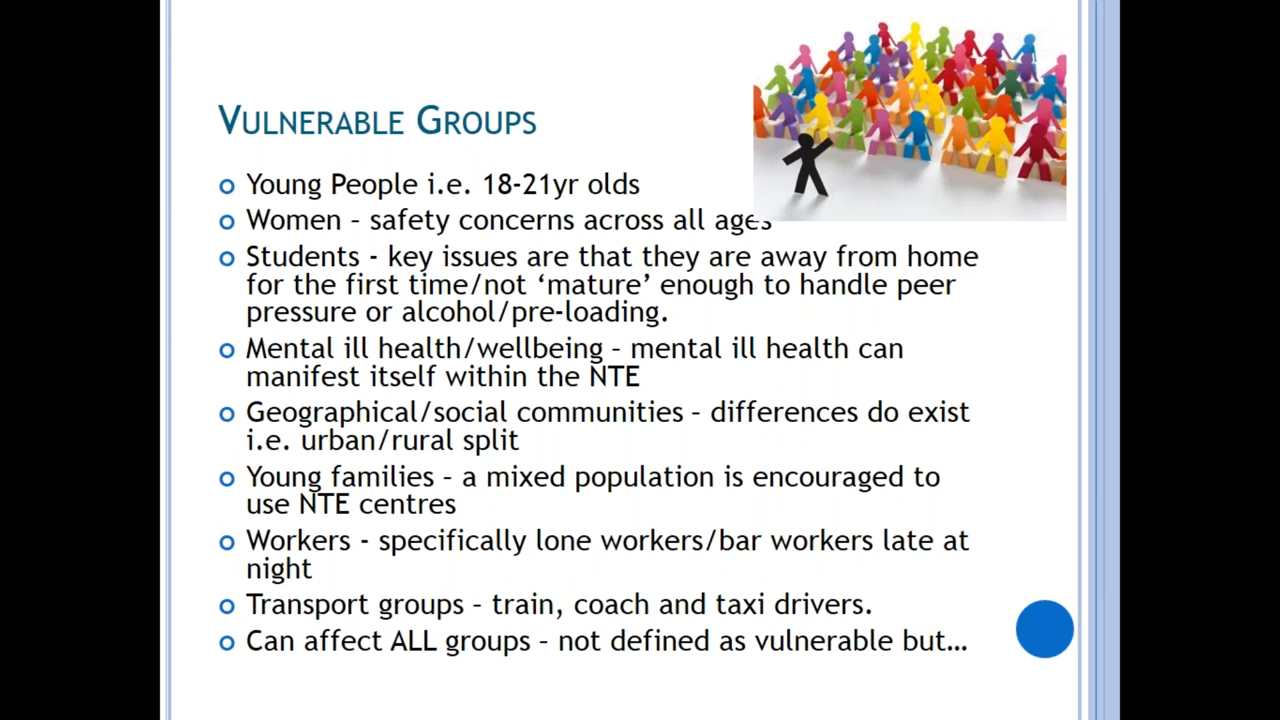 Vulnerable Groups
Young People i.e. 18-21yr olds
Women – safety concerns across all ages
Students - key issues are that they are away from home
for the first time/not ‘mature’ enough to handle peer
pressure or alcohol/pre-loading.
Mental ill health/wellbeing – mental ill health can
manifest itself within the NTE
Geographical/social communities – differences do exist
i.e. urban/rural split
Young families – a mixed population is encouraged to
use NTE centres
Workers - specifically lone workers/bar workers late at
night
Transport groups – train, coach and taxi drivers.
Can affect ALL groups – not defined as vulnerable but…